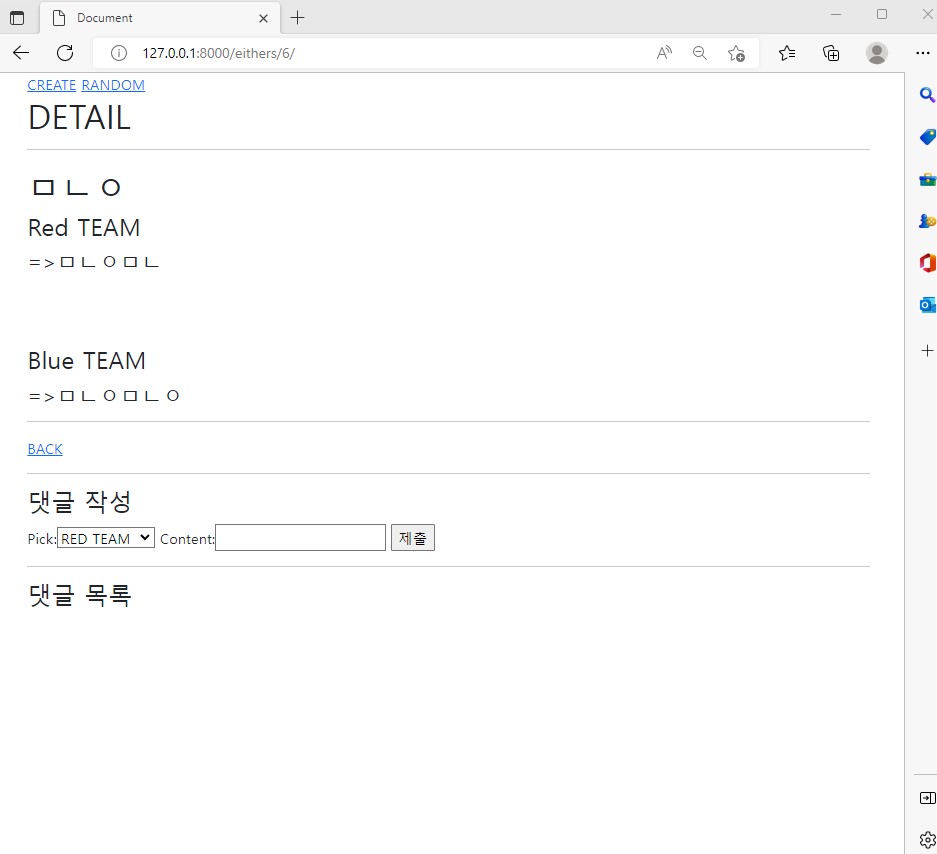 Document
127.0.0.1:8000/eithers/6/
CREATE RANDOM
DETAIL
ㅁㄴㅇ
Red TEAM
=>ㅁㄴㅇㅁㄴ
Blue TEAM
=>ㅁㄴㅇㅁㄴㅇ
BACK
댓글 작성
Pick: RED TEAM Content: 제출
댓글 목록